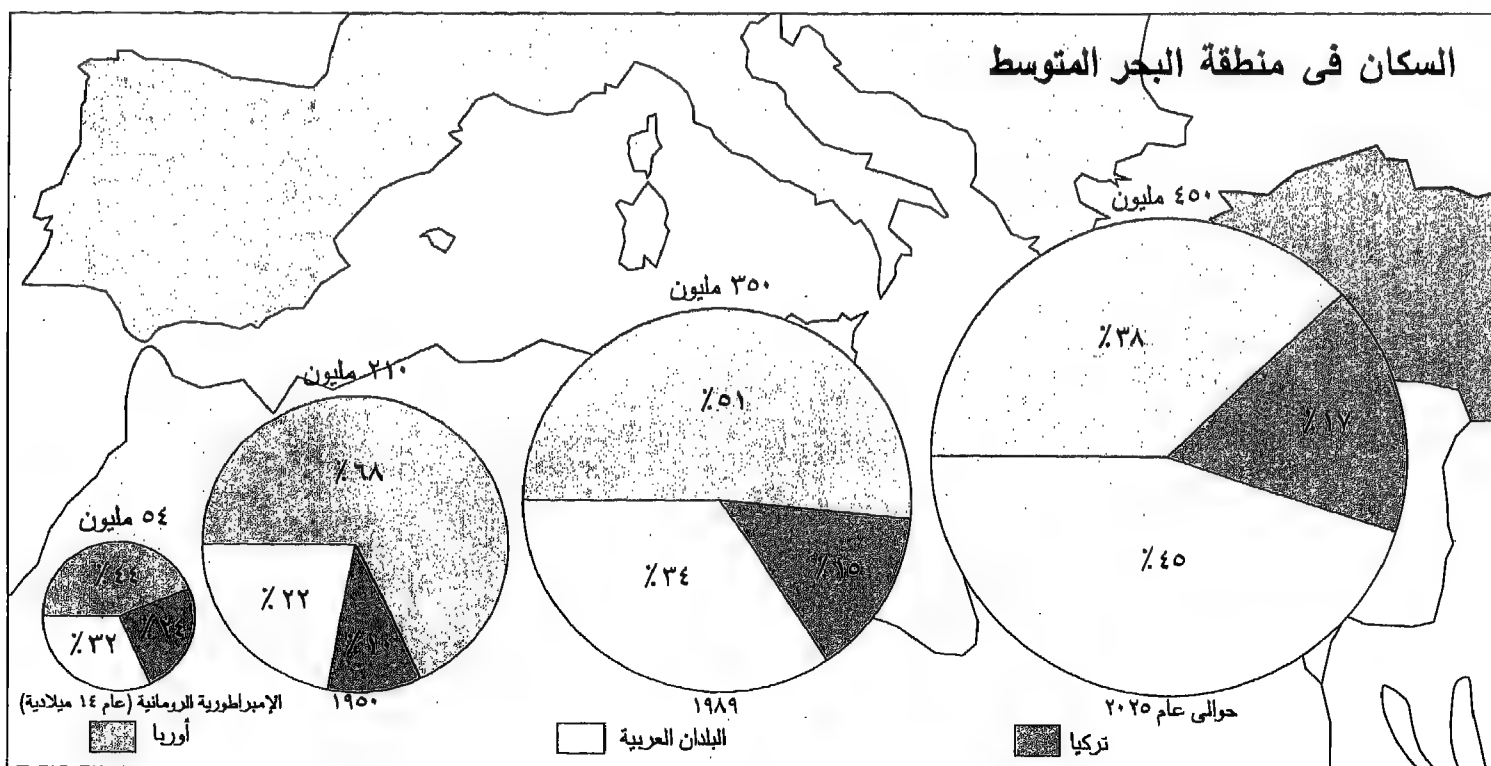 السكان فى منطقة البحر المتوسط
٤٥٠ مليون
٪٣٨
٪١٧
٪٤٥
حوالى عام ٢٠٢٥
٣٥٠ مليون
٪٥١
٪١٥
٪٣٤
١٩٨٩
٢١٠ مليون
٪٦٨
٪١٠
٪٢٢
١٩٥٠
٥٤ مليون
٪٤٤
٪٢٤
٪٣٢
الإمبراطورية الرومانية (عام ١٤ ميلادية)
تركيا
البلدان العربية
أوربا